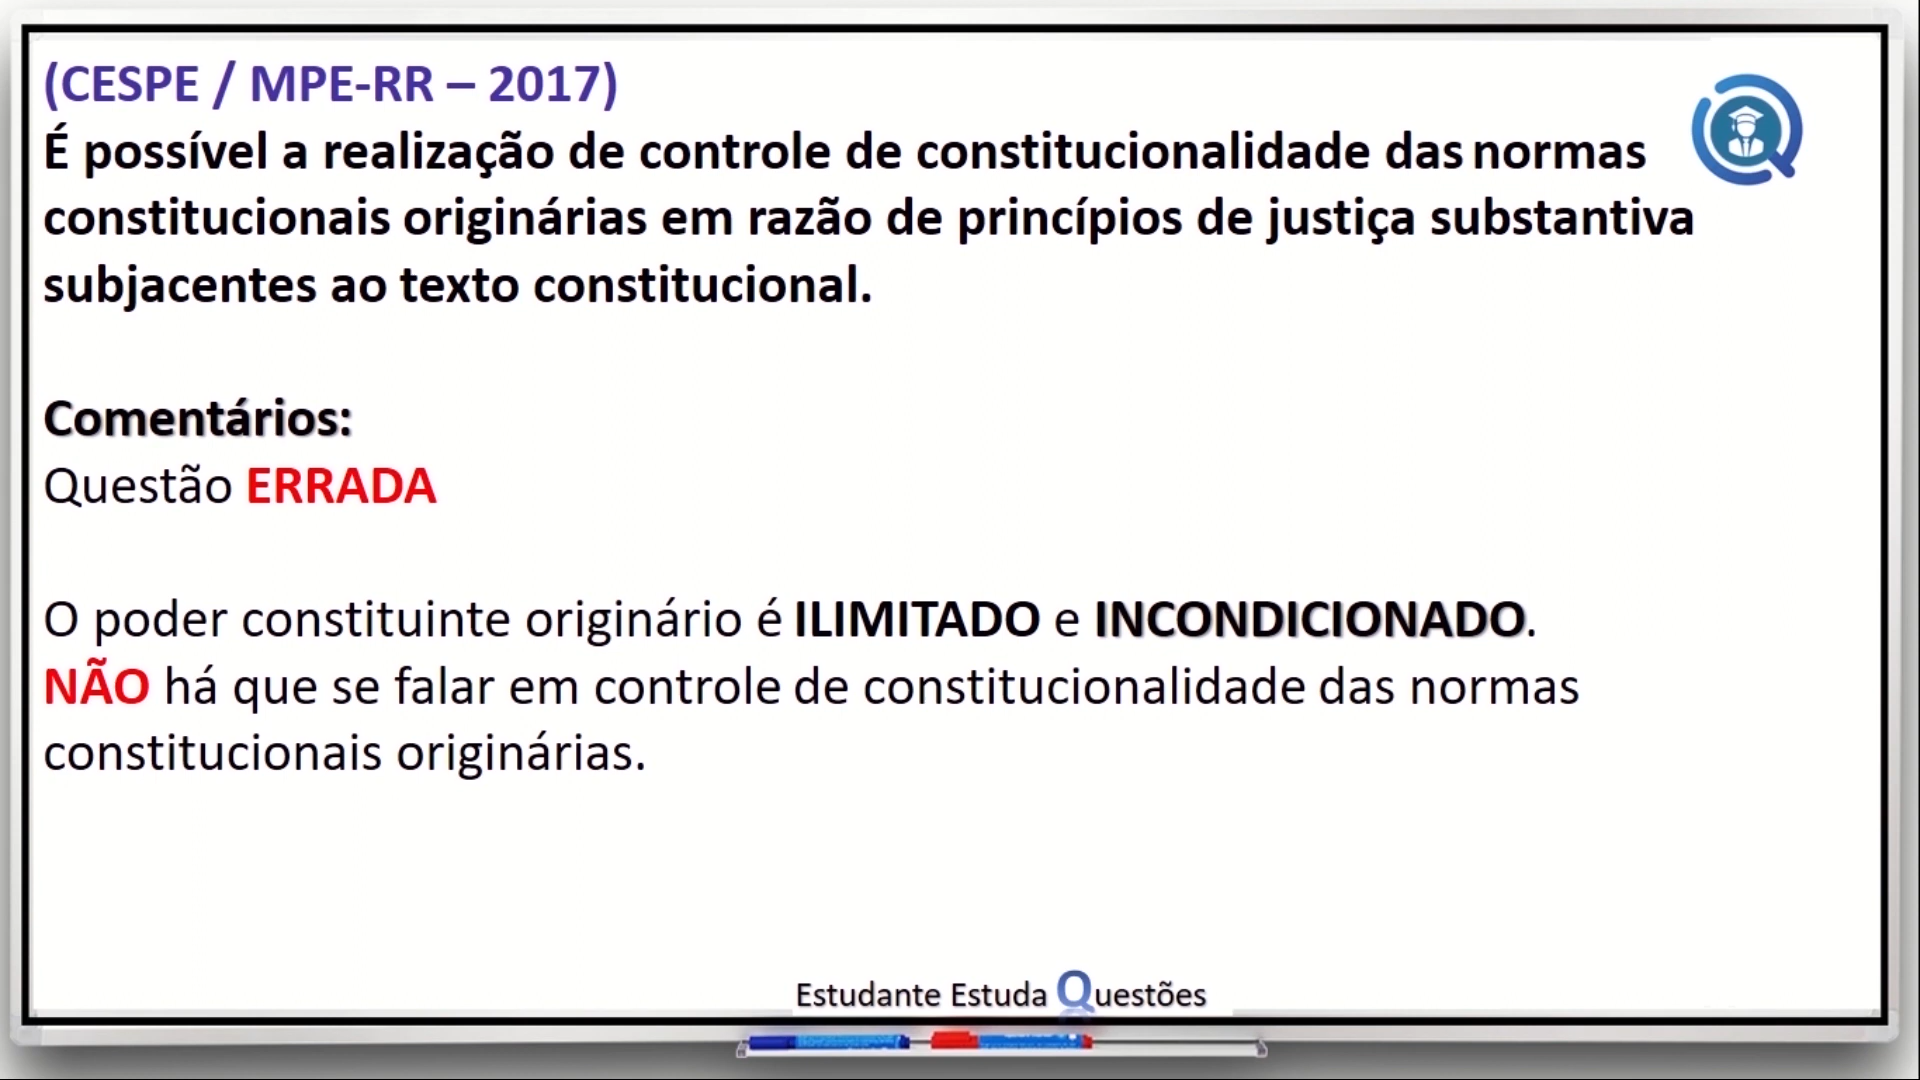 (CESPE / MPE-RR – 2017)
É possível a realização de controle de constitucionalidade das normas
constitucionais originárias em razão de princípios de justiça substantiva
subjacentes ao texto constitucional.
Comentários:
Questão ERRADA
O poder constituinte originário é ILIMITADO e INCONDICIONADO.
NÃO há que se falar em controle de constitucionalidade das normas
constitucionais originárias.
Estudante Estuda Questões